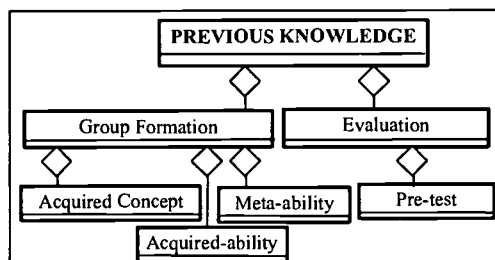 PREVIOUS KNOWLEDGE
Group Formation
Evaluation
Acquired Concept
Meta-ability
Pre-test
Acquired-ability